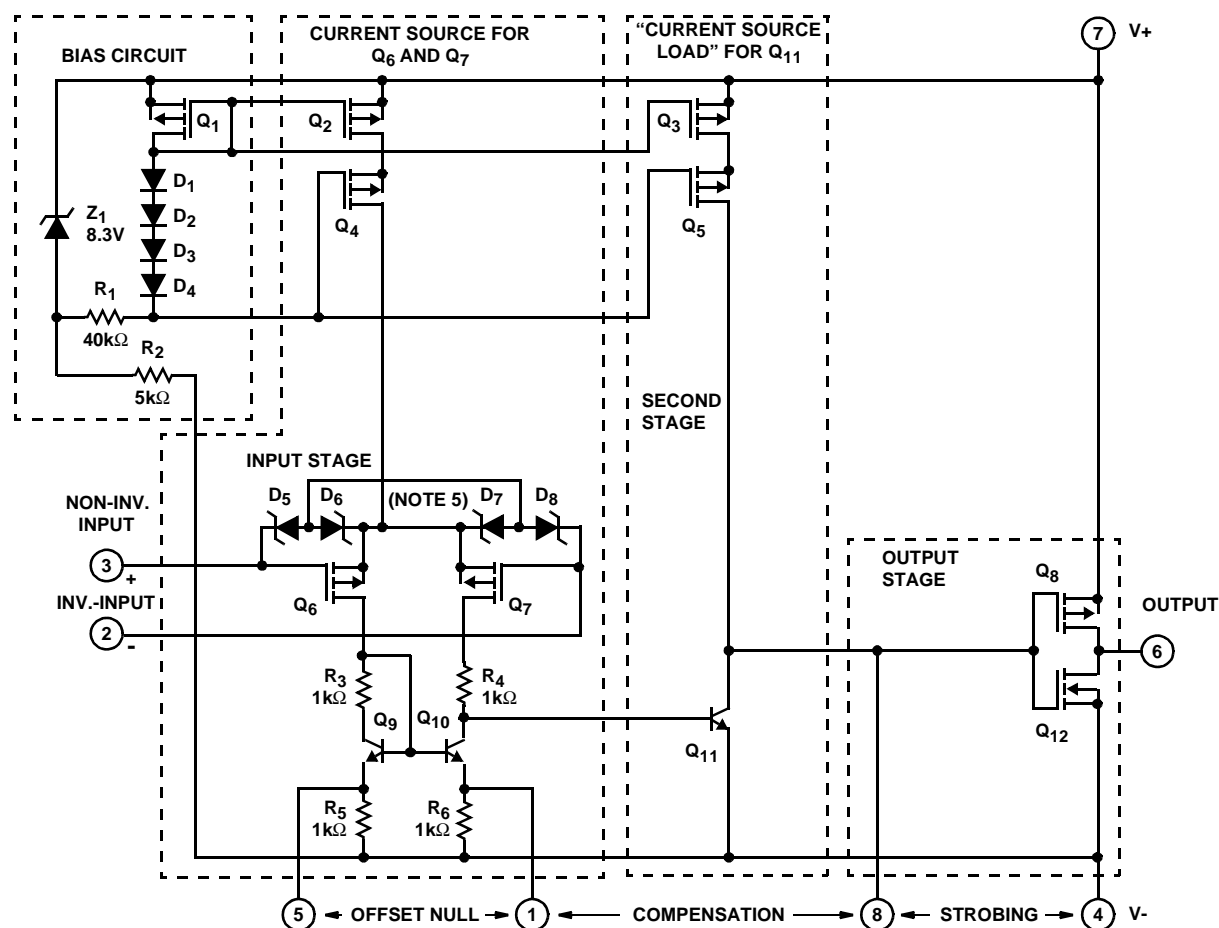 BIAS CIRCUIT
CURRENT SOURCE FOR
Q6 AND Q7
“CURRENT SOURCE
LOAD” FOR Q11
7
V+
Q1
Q2
Q3
D1
D2
D3
D4
Z1
8.3V
Q4
Q5
R1
40kΩ
R2
5kΩ
SECOND
STAGE
INPUT STAGE
D5
D6
(NOTE 5)
D7
D8
NON-INV.
INPUT
3
+
INV.-INPUT
2
-
Q6
Q7
OUTPUT
STAGE
Q8
OUTPUT
6
Q12
R3
1kΩ
R4
1kΩ
Q9
Q10
Q11
R5
1kΩ
R6
1kΩ
5
OFFSET NULL
1
COMPENSATION
8
STROBING
4
V-